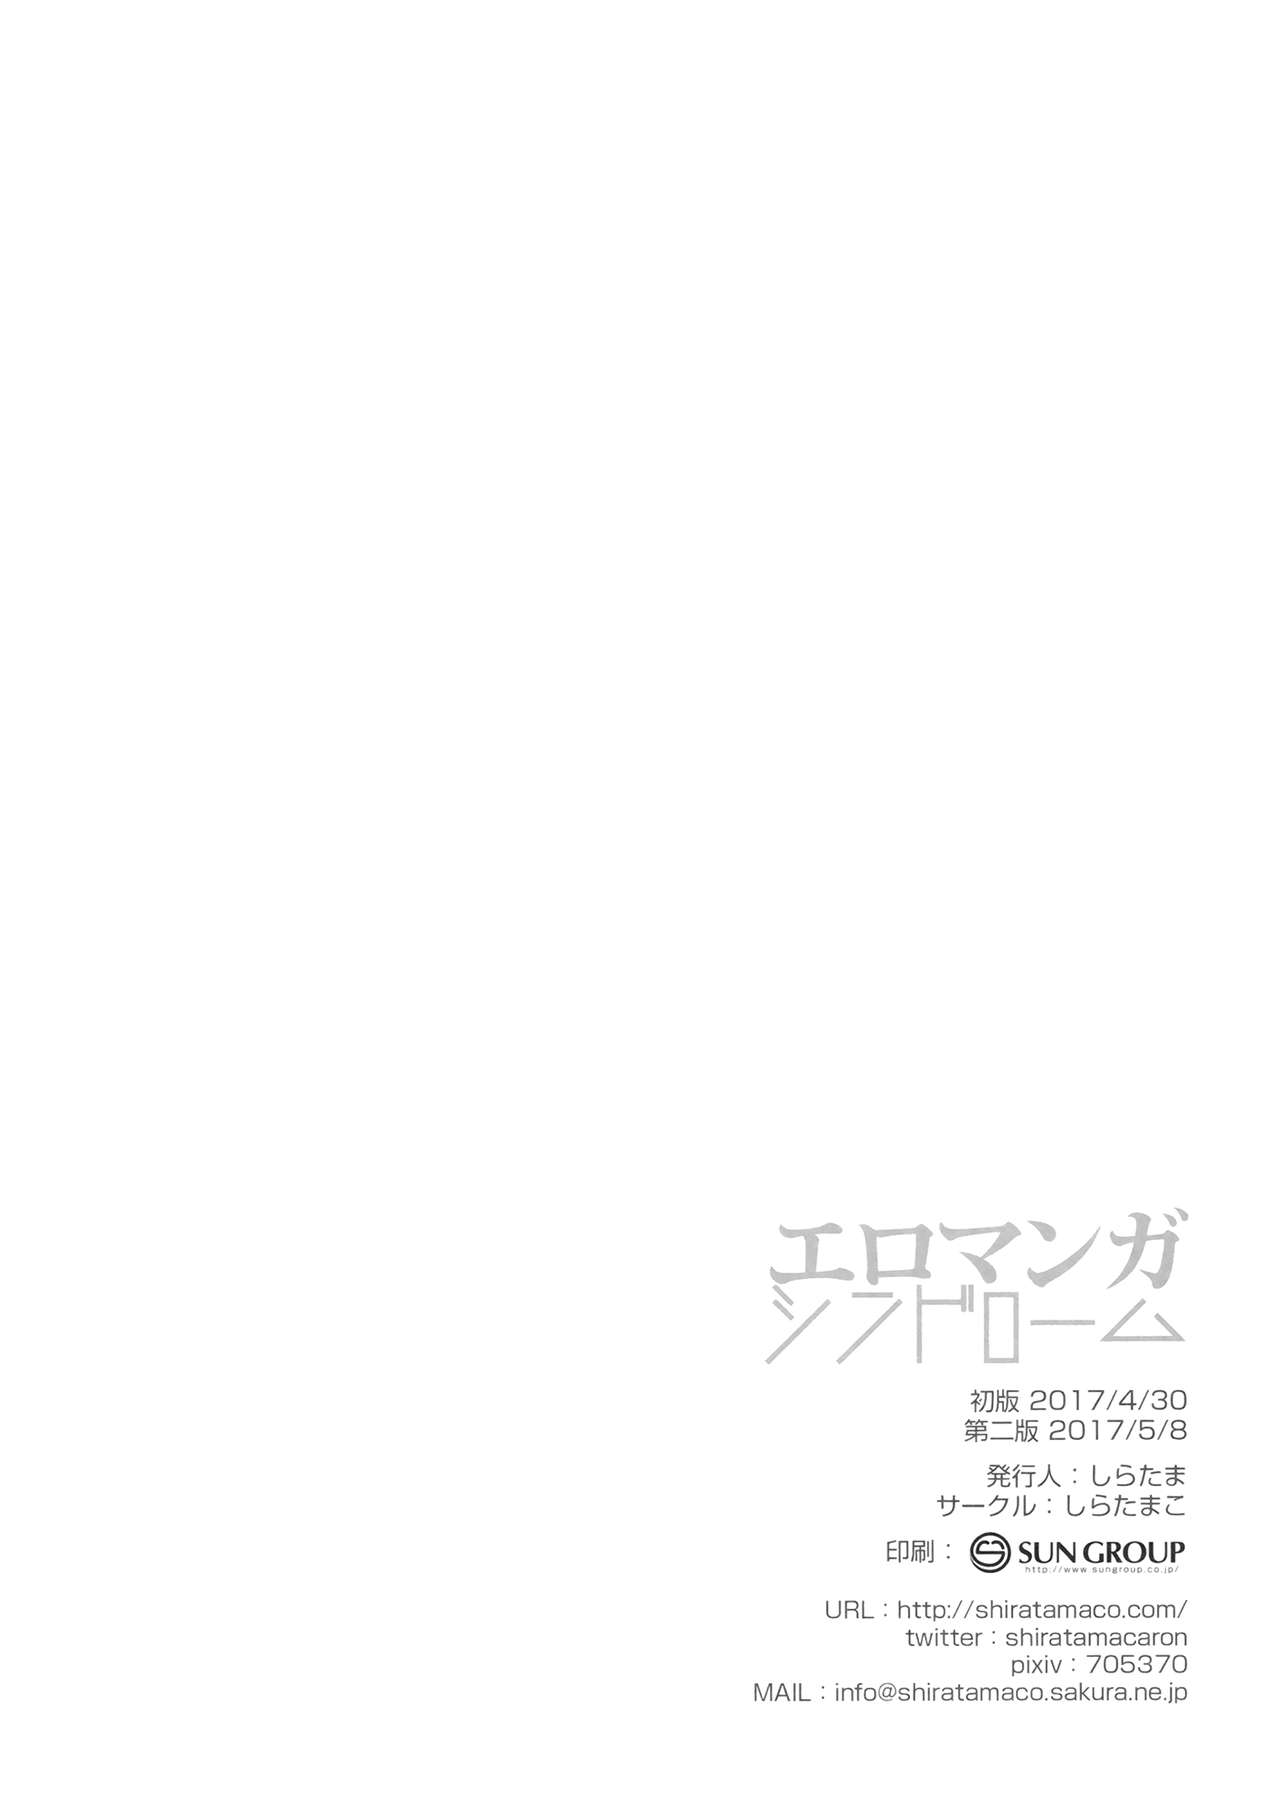 エロマンガ
シンドローム
初版 2017/4/30
第二版 2017/5/8
発行人：しらたま
サークル：しらたまこ
印刷： SUN GROUP
http://www sungroup.co.jp/
URL：http://shiratamaco.com/
twitter：shiratamacaron
pixiv：705370
MAIL：info@shiratamaco.sakura.ne.jp